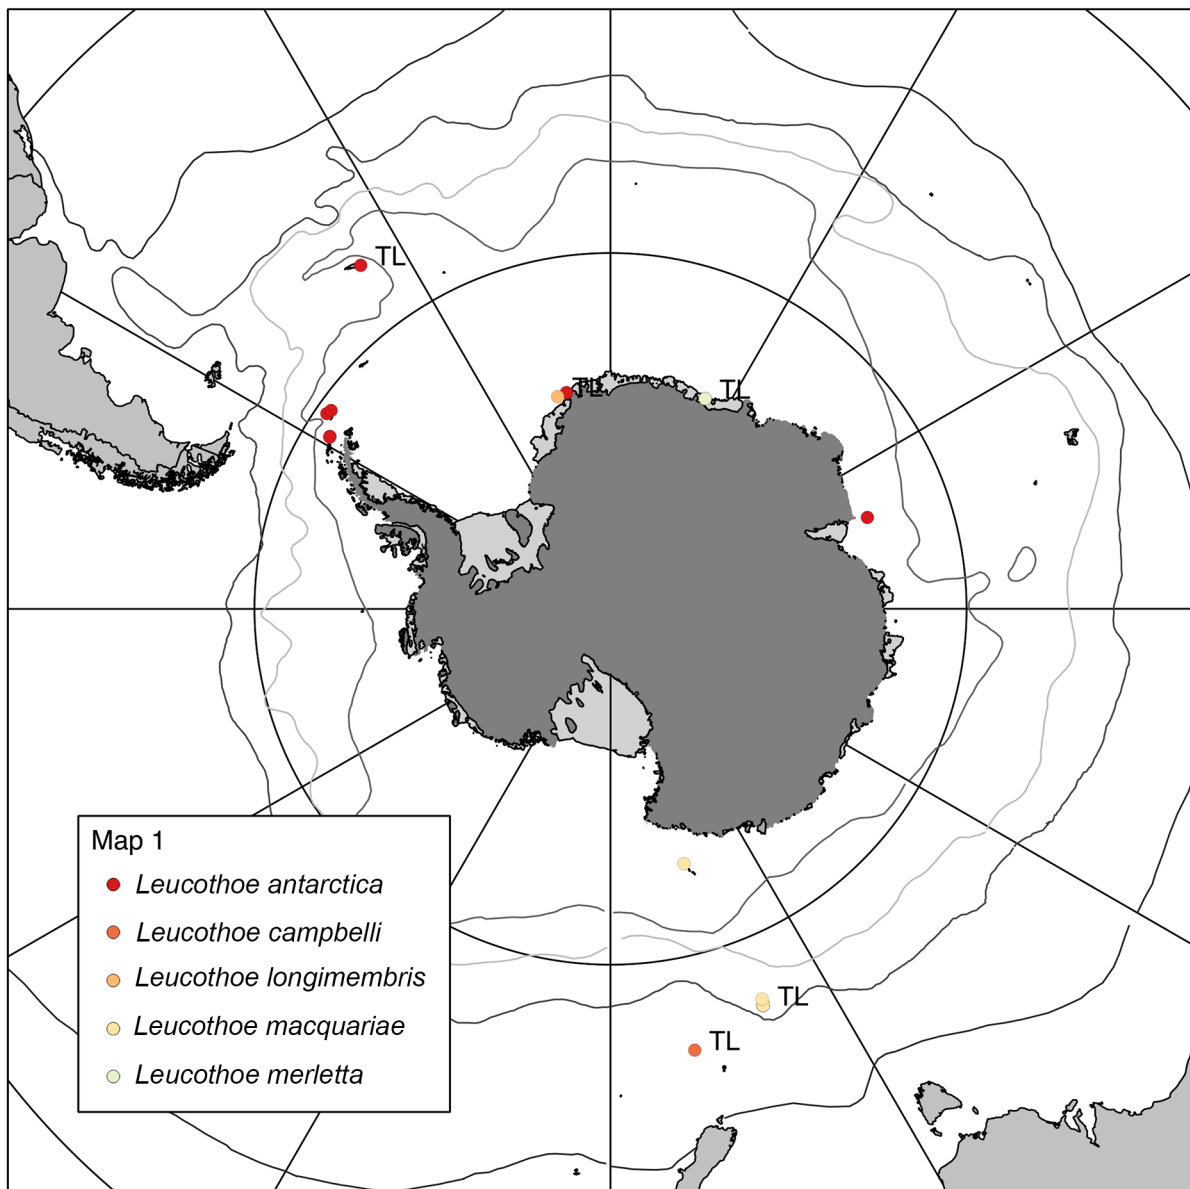 TL
TL
TL
TL
TL
Map 1
Leucothoe antarctica
Leucothoe campbelli
Leucothoe longimembris
Leucothoe macquariae
Leucothoe merletta